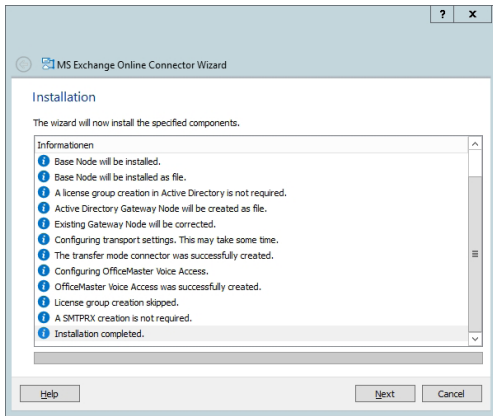 ? x
MS Exchange Online Connector Wizard
Installation
The wizard will now install the specified components.
Informationen
Base Node will be installed.
Base Node will be installed as file.
A license group creation in Active Directory is not required.
Active Directory Gateway Node will be created as file.
Existing Gateway Node will be corrected.
Configuring transport settings. This may take some time.
The transfer mode connector was successfully created.
Configuring OfficeMaster Voice Access.
OfficeMaster Voice Access was successfully created.
License group creation skipped.
A SMTPRX creation is not required.
Installation completed.
Help Next Cancel